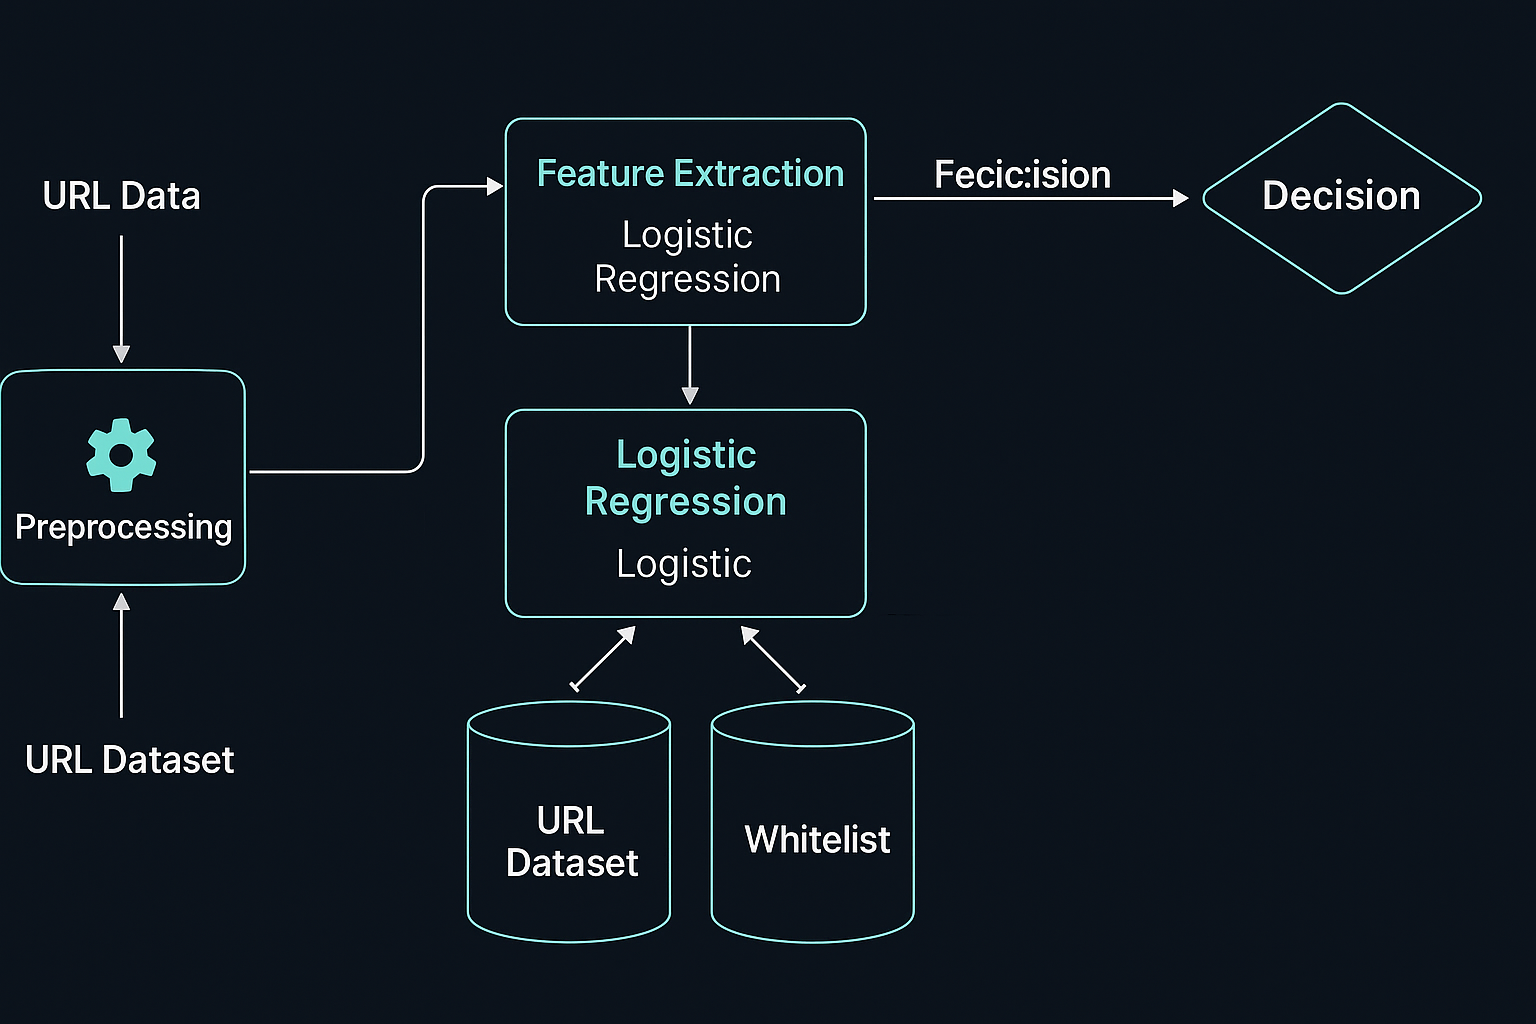 URL Data
Preprocessing
URL Dataset
Feature Extraction
Logistic
Regression
Fecic:ision
Decision
Logistic
Regression
Logistic
URL
Dataset
Whitelist